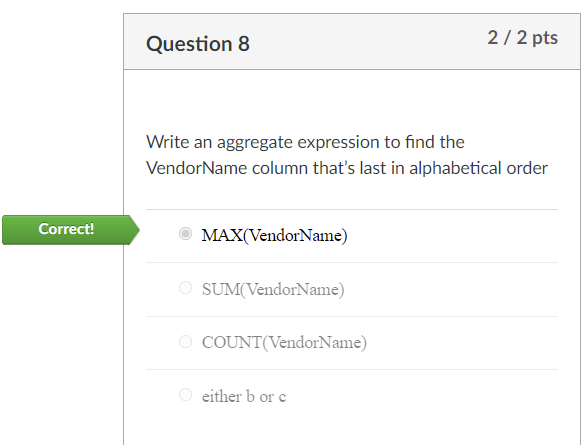 Question 8
2 / 2 pts
Write an aggregate expression to find the
VendorName column that’s last in alphabetical order
Correct!
MAX(VendorName)
SUM(VendorName)
COUNT(VendorName)
either b or c